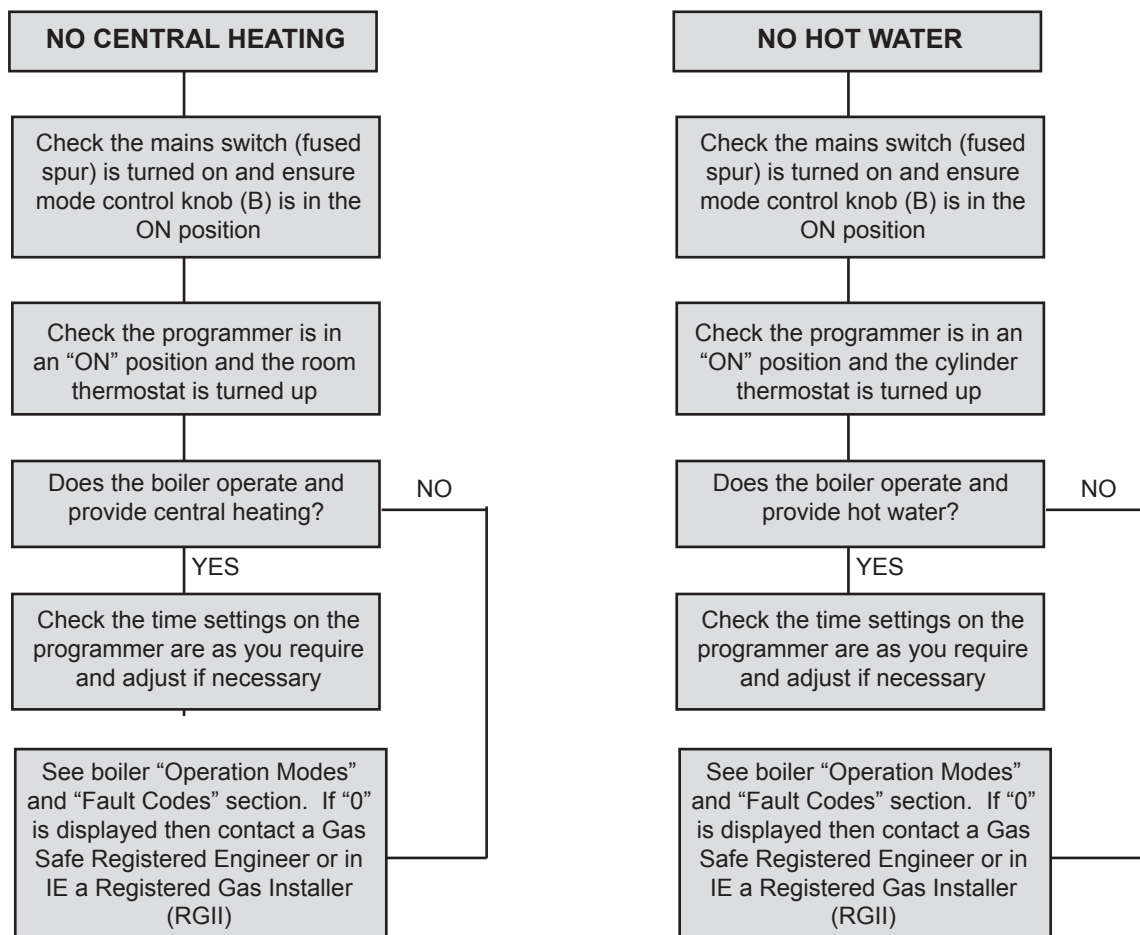 NO CENTRAL HEATING
Check the mains switch (fused
spur) is turned on and ensure
mode control knob (B) is in the
ON position
Check the programmer is in
an “ON” position and the room
thermostat is turned up
Does the boiler operate and
provide central heating?
NO
YES
Check the time settings on the
programmer are as you require
and adjust if necessary
See boiler “Operation Modes”
and “Fault Codes” section.  If “0”
is displayed then contact a Gas
Safe Registered Engineer or in
IE a Registered Gas Installer
(RGII)
NO HOT WATER
Check the mains switch (fused
spur) is turned on and ensure
mode control knob (B) is in the
ON position
Check the programmer is in an
“ON” position and the cylinder
thermostat is turned up
Does the boiler operate and
provide hot water?
NO
YES
Check the time settings on the
programmer are as you require
and adjust if necessary
See boiler “Operation Modes”
and “Fault Codes” section.  If “0”
is displayed then contact a Gas
Safe Registered Engineer or in
IE a Registered Gas Installer
(RGII)